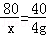 80/x = 40/4g